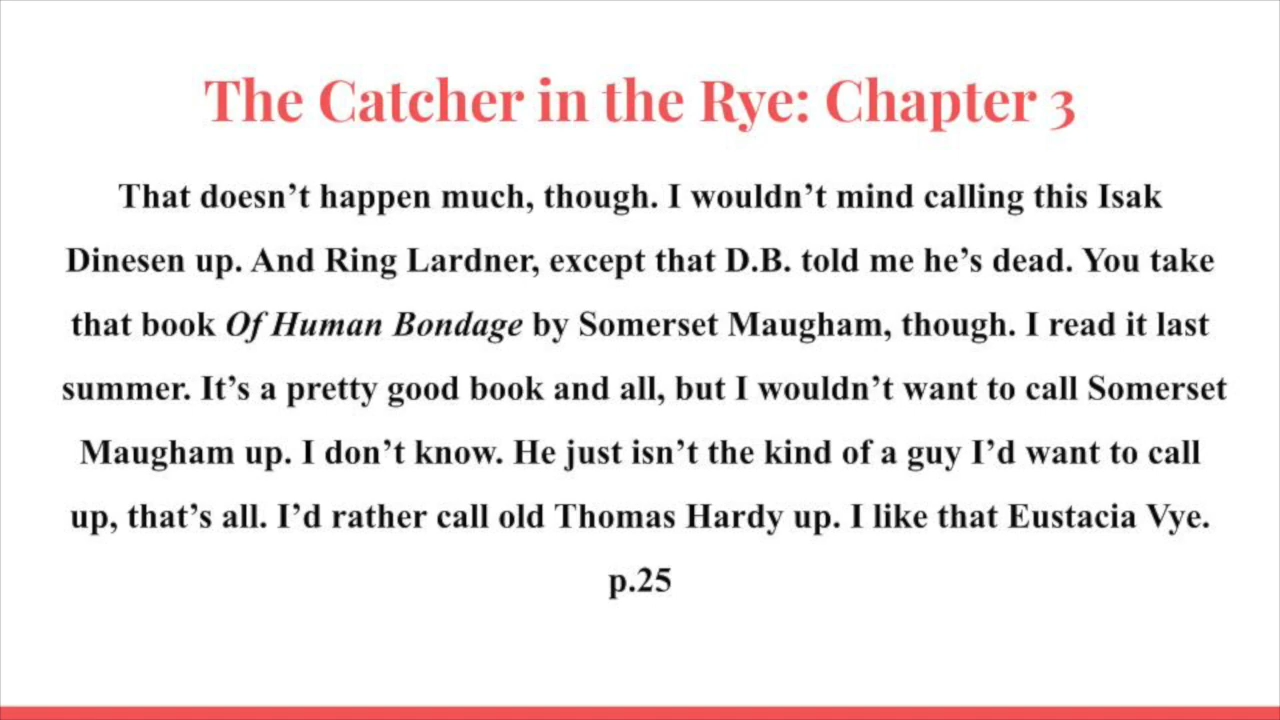 The Catcher in the Rye: Chapter 3
That doesn’t happen much, though. I wouldn’t mind calling this Isak
Dinesen up. And Ring Lardner, except that D.B. told me he’s dead. You take
that book Of Human Bondage by Somerset Maugham, though. I read it last
summer. It’s a pretty good book and all, but I wouldn’t want to call Somerset
Maugham up. I don’t know. He just isn’t the kind of a guy I’d want to call
up, that’s all. I’d rather call old Thomas Hardy up. I like that Eustacia Vye.
p.25